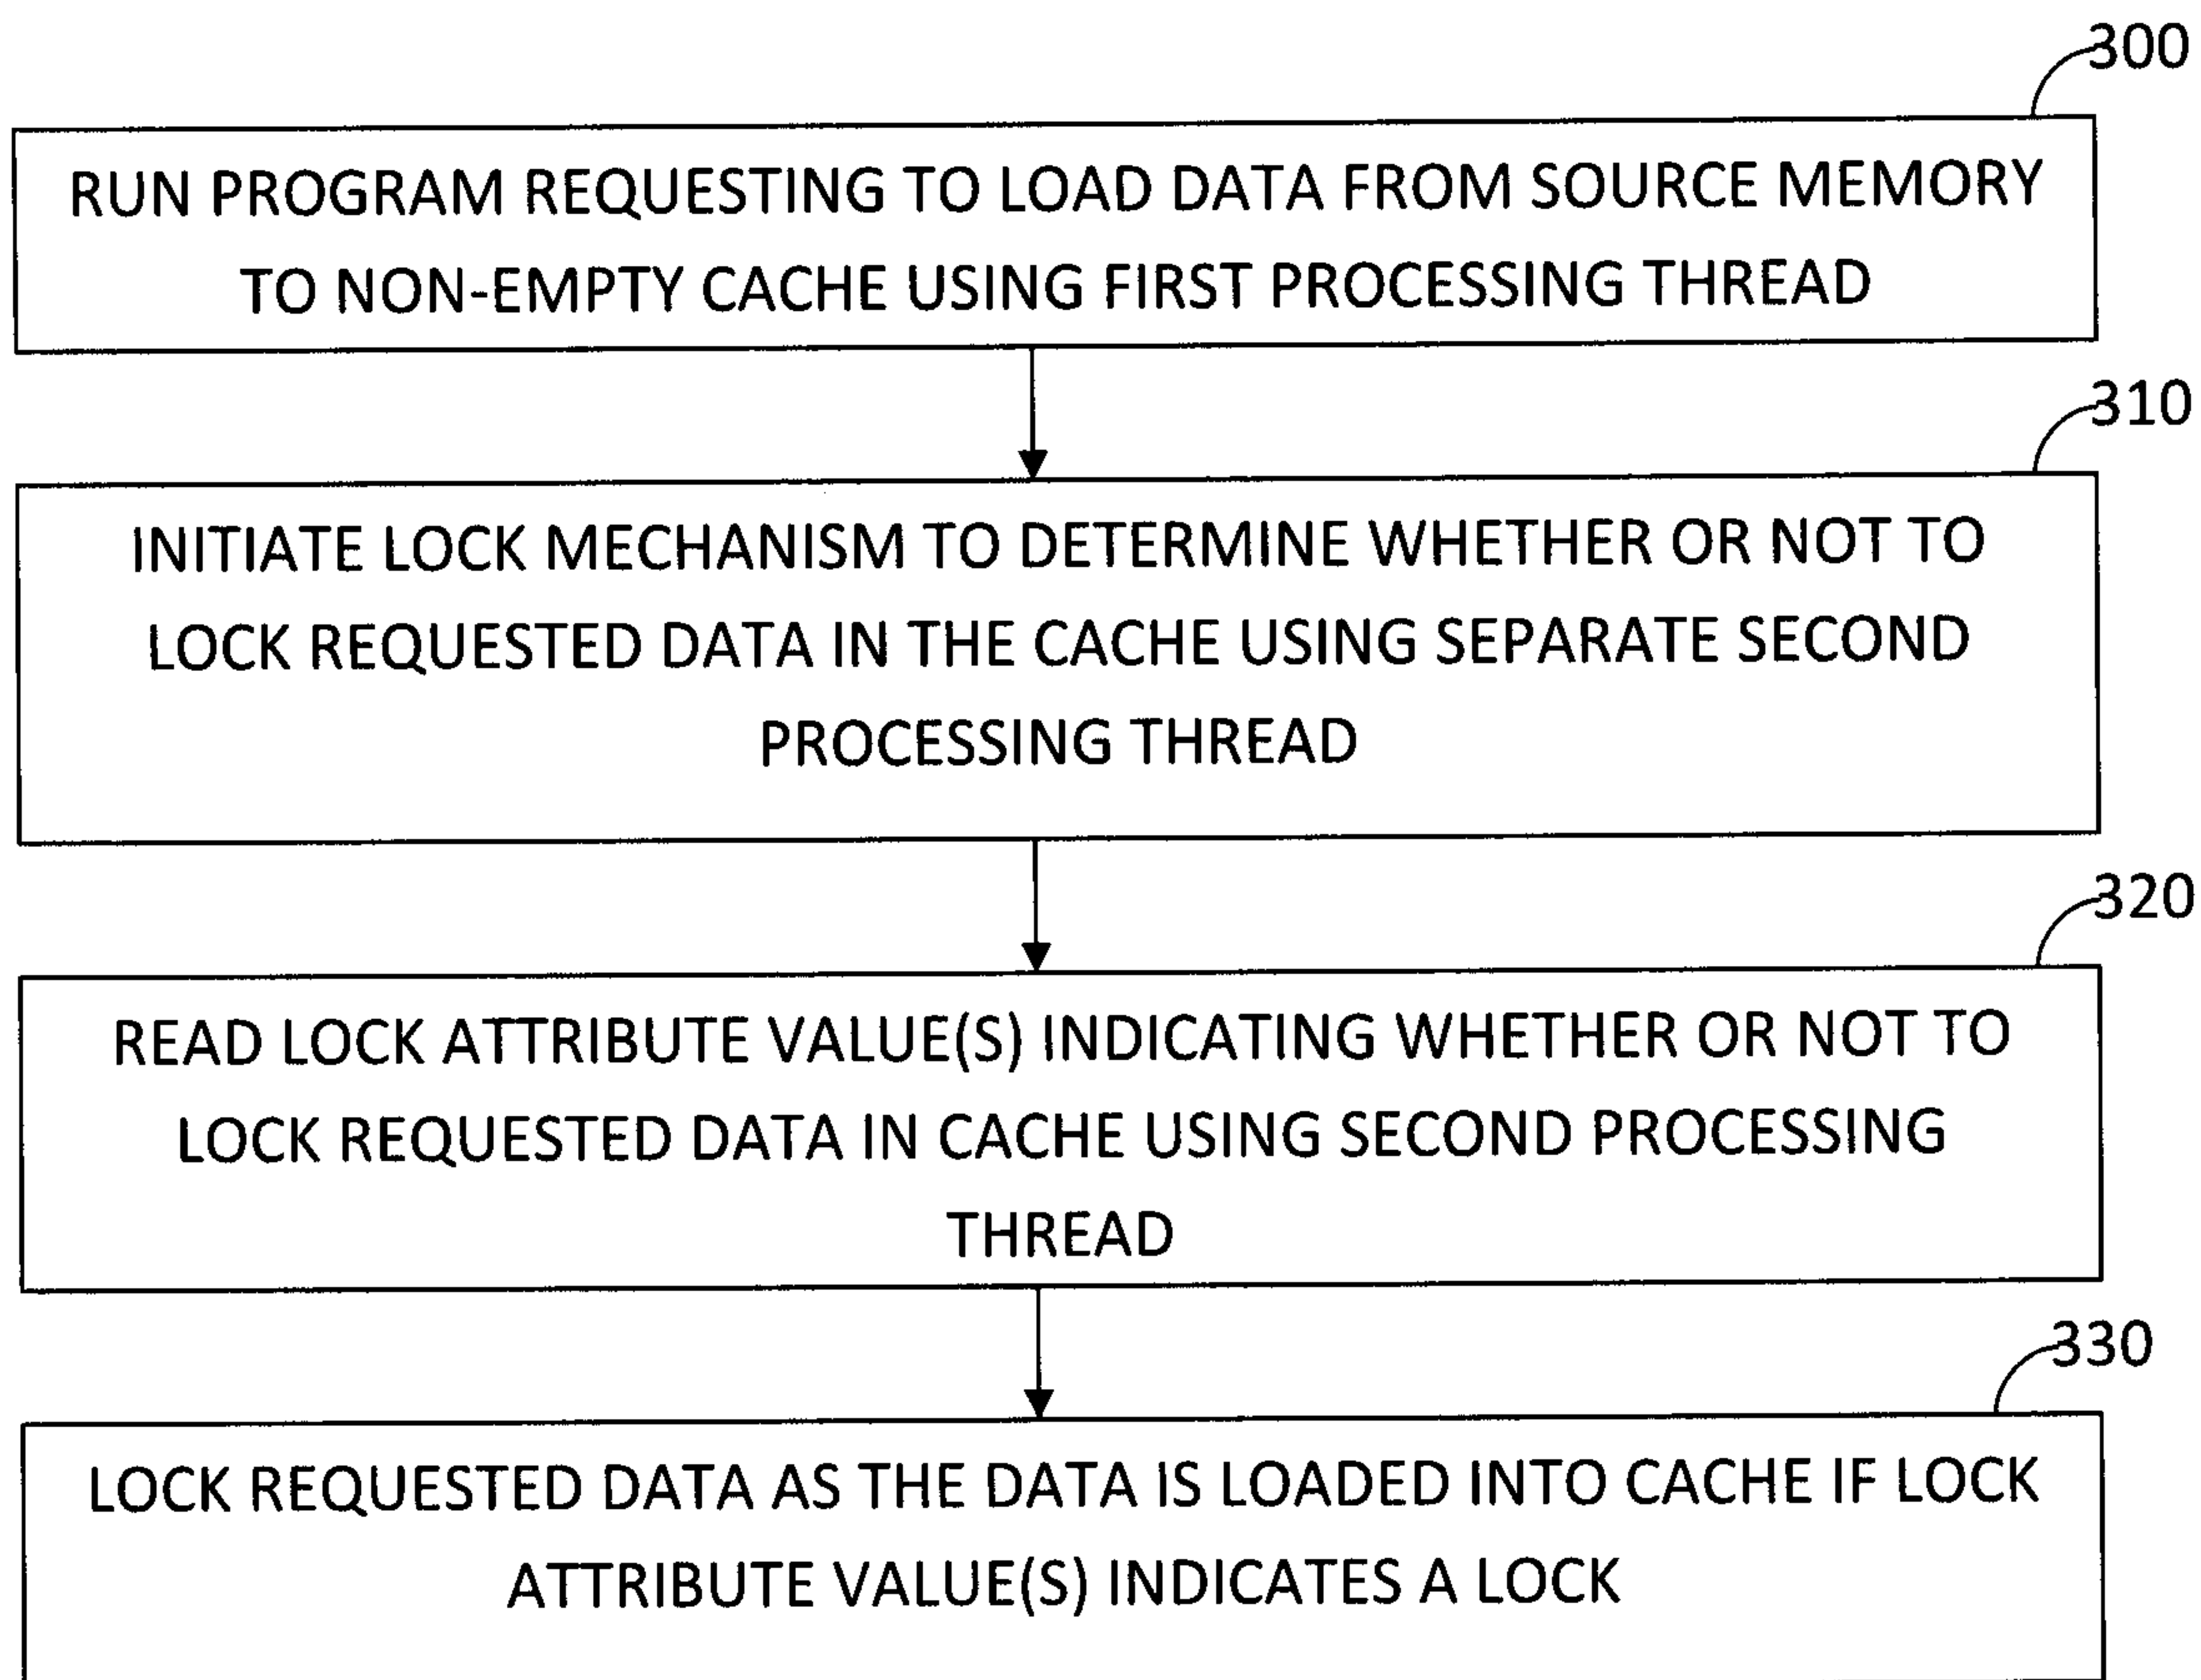 300
RUN PROGRAM REQUESTING TO LOAD DATA FROM SOURCE MEMORY
TO NON-EMPTY CACHE USING FIRST PROCESSING THREAD
310
INITIATE LOCK MECHANISM TO DETERMINE WHETHER OR NOT TO
LOCK REQUESTED DATA IN THE CACHE USING SEPARATE SECOND
PROCESSING THREAD
320
READ LOCK ATTRIBUTE VALUE(S) INDICATING WHETHER OR NOT TO
LOCK REQUESTED DATA IN CACHE USING SECOND PROCESSING
THREAD
330
LOCK REQUESTED DATA AS THE DATA IS LOADED INTO CACHE IF LOCK
ATTRIBUTE VALUE(S) INDICATES A LOCK